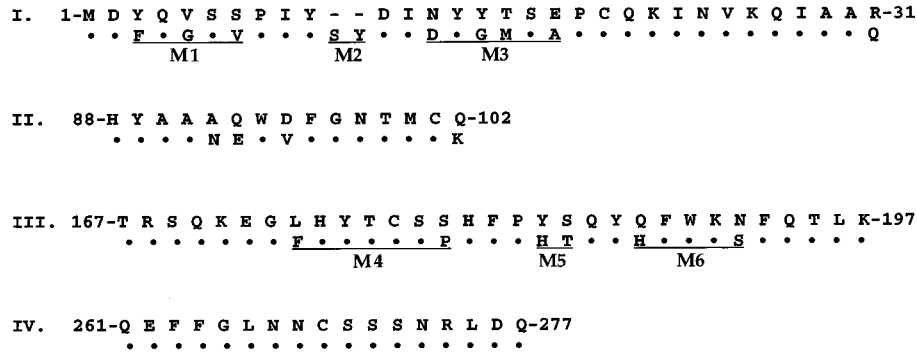 I. 1-M D Y Q V S S P I Y - - D I N Y Y T S E P C Q K I N V K Q I A A R-31
• • F • G • V • • • S Y • • D • G M • A • • • • • • • • • • • • Q
M1 M2 M3
II. 88-H Y A A A Q W D F G N T M C Q-102
• • • • N E • V • • • • • • K
III. 167-T R S Q K E G L H Y T C S S H F P Y S Q Y Q F W K N F Q T L K-197
• • • • • • • F • • • • • P • • • H T • • H • • • S • • • • •
M4 M5 M6
IV. 261-Q E F F G L N N C S S S N R L D Q-277
• • • • • • • • • • • • • • • • •